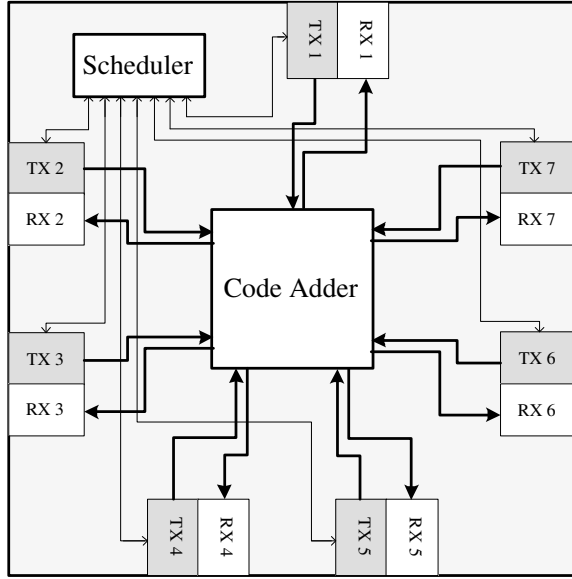 TX 1
RX 1
Scheduler
TX 2
TX 7
RX 2
RX 7
Code Adder
TX 3
TX 6
RX 3
RX 6
TX 4
RX 4
TX 5
RX 5